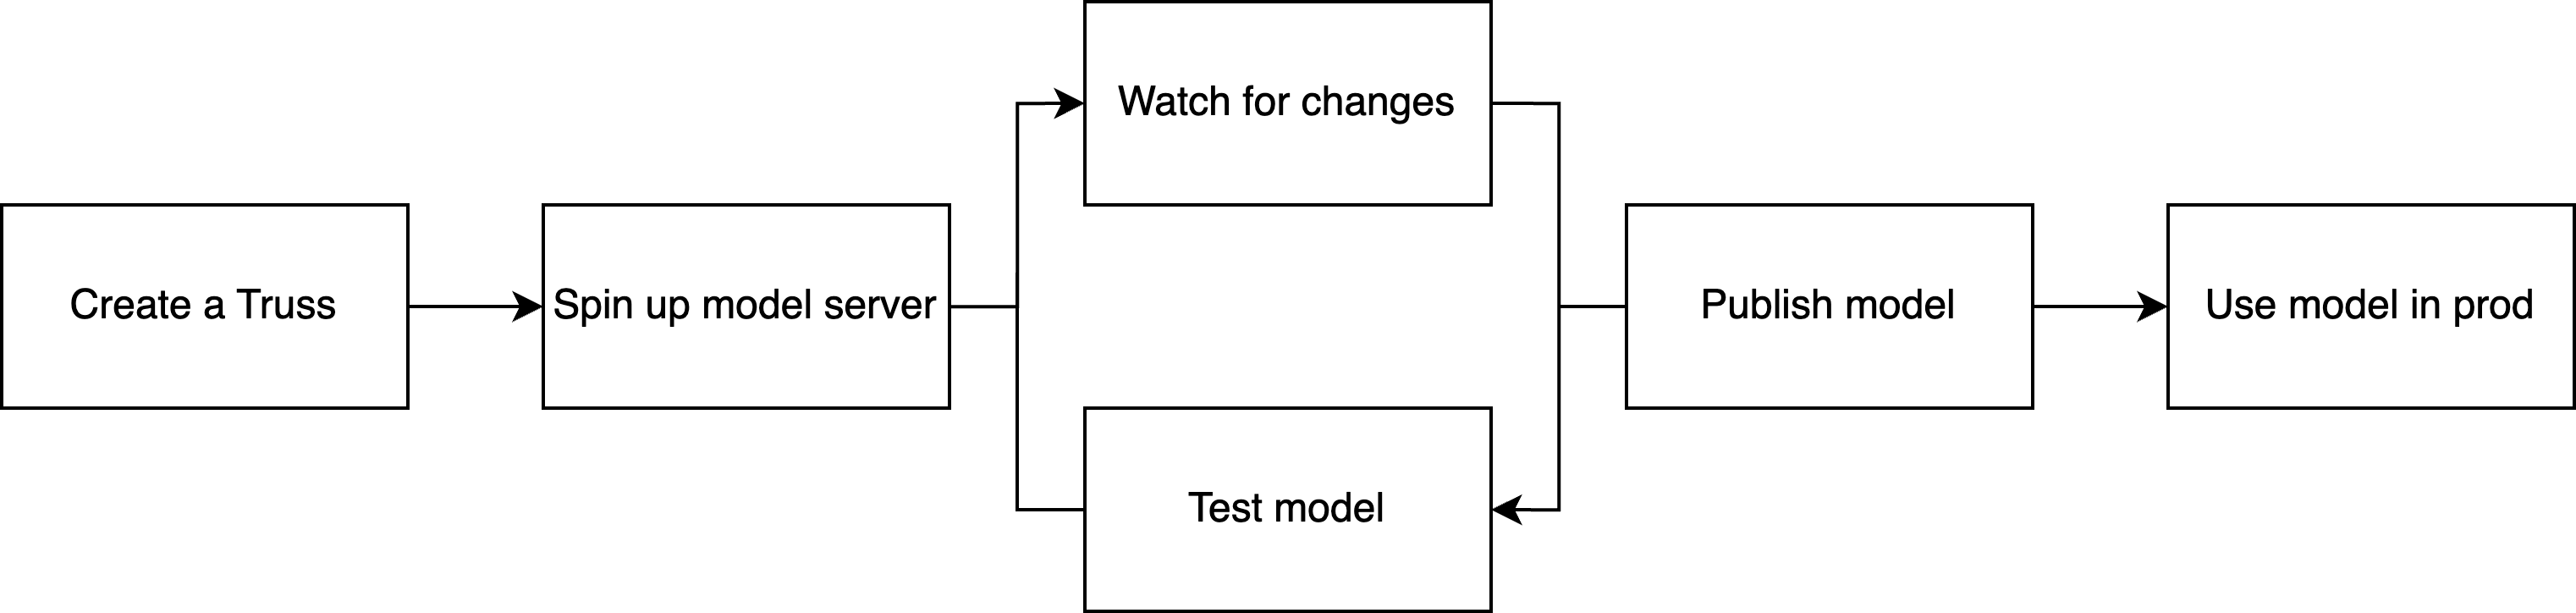 Create a Truss
Spin up model server
Watch for changes
Test model
Publish model
Use model in prod